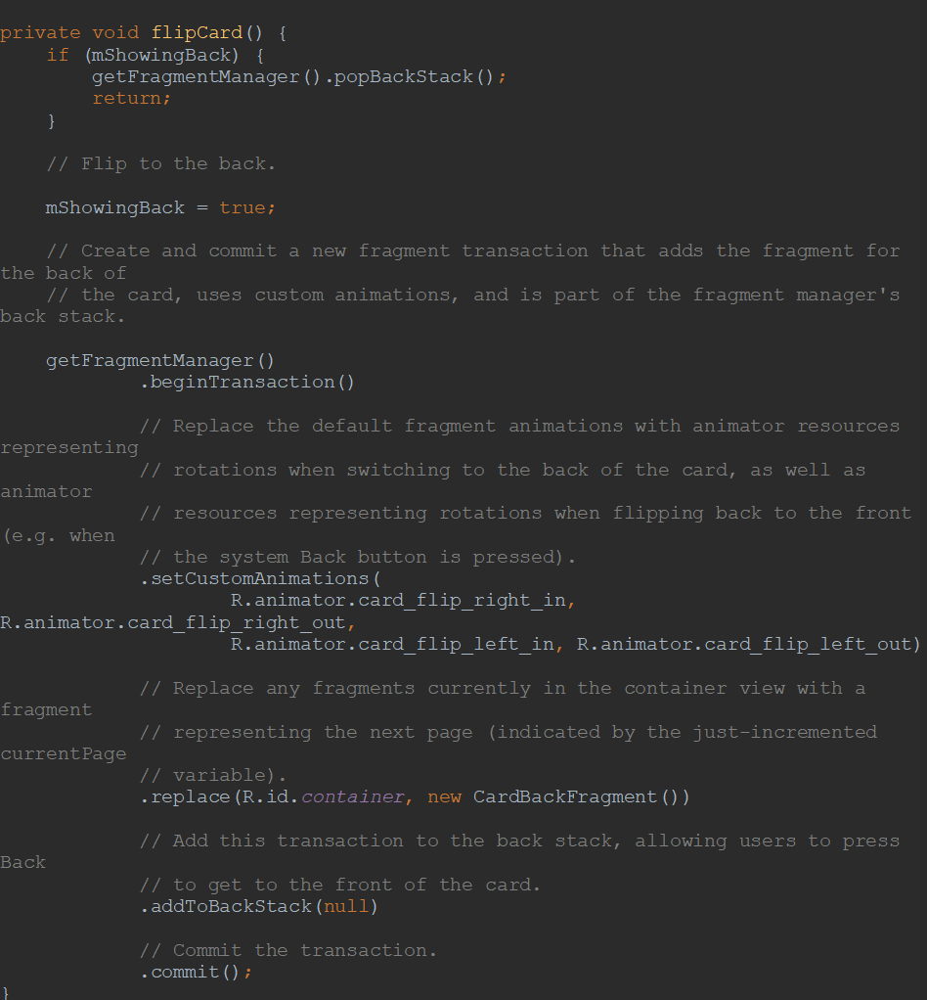 private void flipCard() {
    if (mShowingBack) {
        getFragmentManager().popBackStack();
        return;
    }
    // Flip to the back.
    mShowingBack = true;
    // Create and commit a new fragment transaction that adds the fragment for
the back of
    // the card, uses custom animations, and is part of the fragment manager's
back stack.
    getFragmentManager()
            .beginTransaction()
            // Replace the default fragment animations with animator resources
representing
            // rotations when switching to the back of the card, as well as
animator
            // resources representing rotations when flipping back to the front
(e.g. when
            // the system Back button is pressed).
            .setCustomAnimations(
                    R.animator.card_flip_right_in,
R.animator.card_flip_right_out,
                    R.animator.card_flip_left_in, R.animator.card_flip_left_out)
            // Replace any fragments currently in the container view with a
fragment
            // representing the next page (indicated by the just-incremented
currentPage
            // variable).
            .replace(R.id.container, new CardBackFragment())
            // Add this transaction to the back stack, allowing users to press
Back
            // to get to the front of the card.
            .addToBackStack(null)
            // Commit the transaction.
            .commit();
}